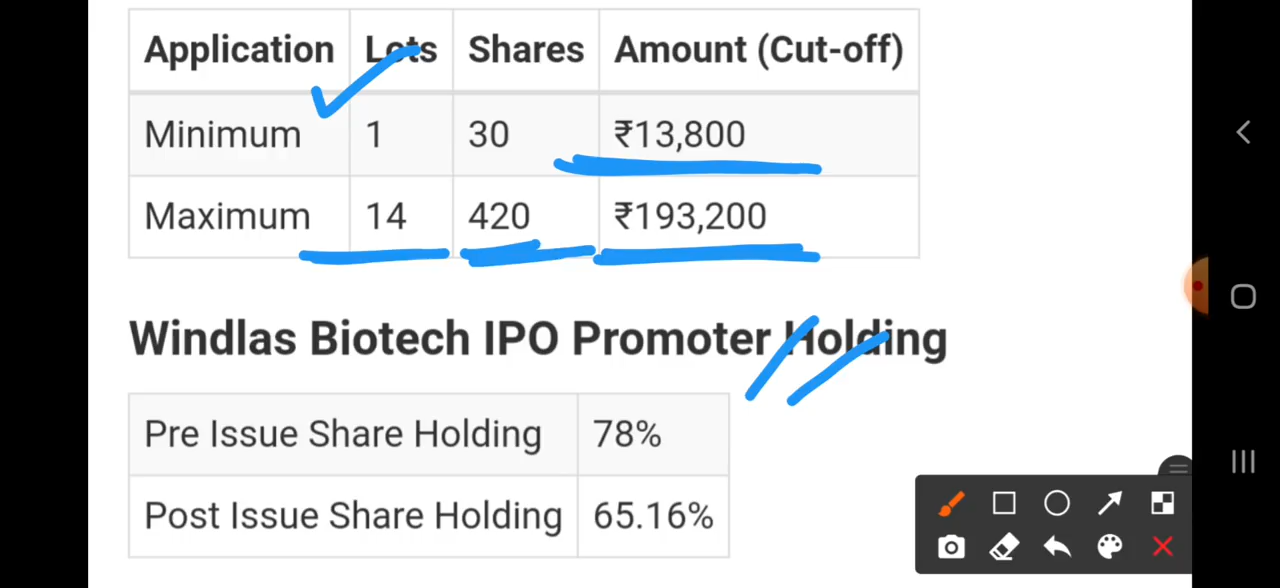 Application Lots Shares Amount (Cut-off)
Minimum 1 30 ₹13,800
Maximum 14 420 ₹193,200
Windlas Biotech IPO Promoter Holding
Pre Issue Share Holding 78%
Post Issue Share Holding 65.16%